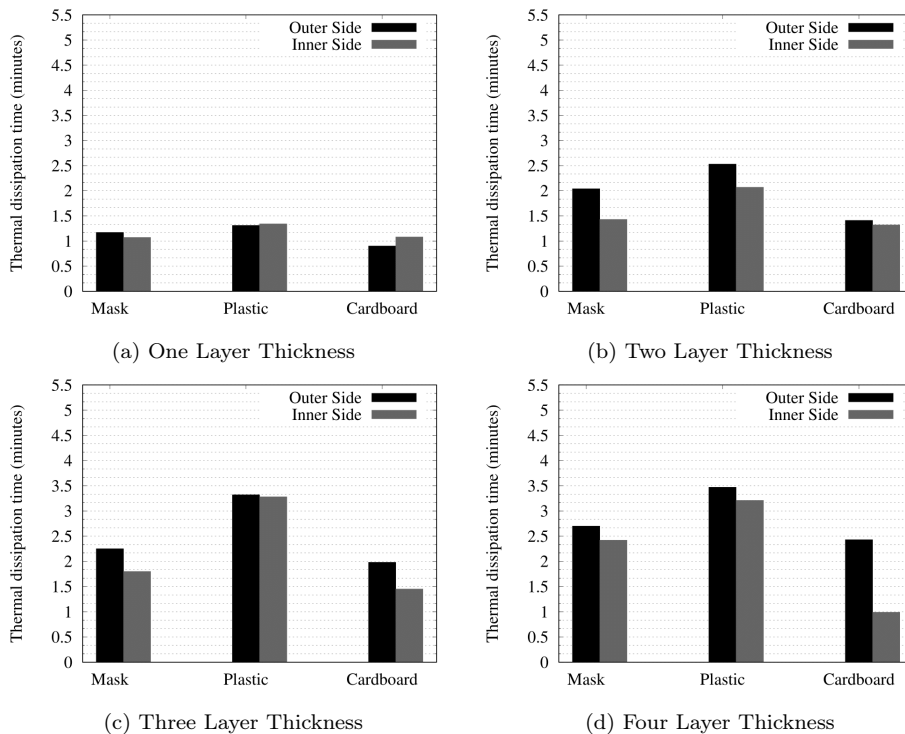 Outer Side
Inner Side
Thermal dissipation time (minutes)
5.5
5
4.5
4
3.5
3
2.5
2
1.5
1
0.5
0
Mask Plastic Cardboard
(a) One Layer Thickness
Outer Side
Inner Side
Thermal dissipation time (minutes)
5.5
5
4.5
4
3.5
3
2.5
2
1.5
1
0.5
0
Mask Plastic Cardboard
(b) Two Layer Thickness
Outer Side
Inner Side
Thermal dissipation time (minutes)
5.5
5
4.5
4
3.5
3
2.5
2
1.5
1
0.5
0
Mask Plastic Cardboard
(c) Three Layer Thickness
Outer Side
Inner Side
Thermal dissipation time (minutes)
5.5
5
4.5
4
3.5
3
2.5
2
1.5
1
0.5
0
Mask Plastic Cardboard
(d) Four Layer Thickness